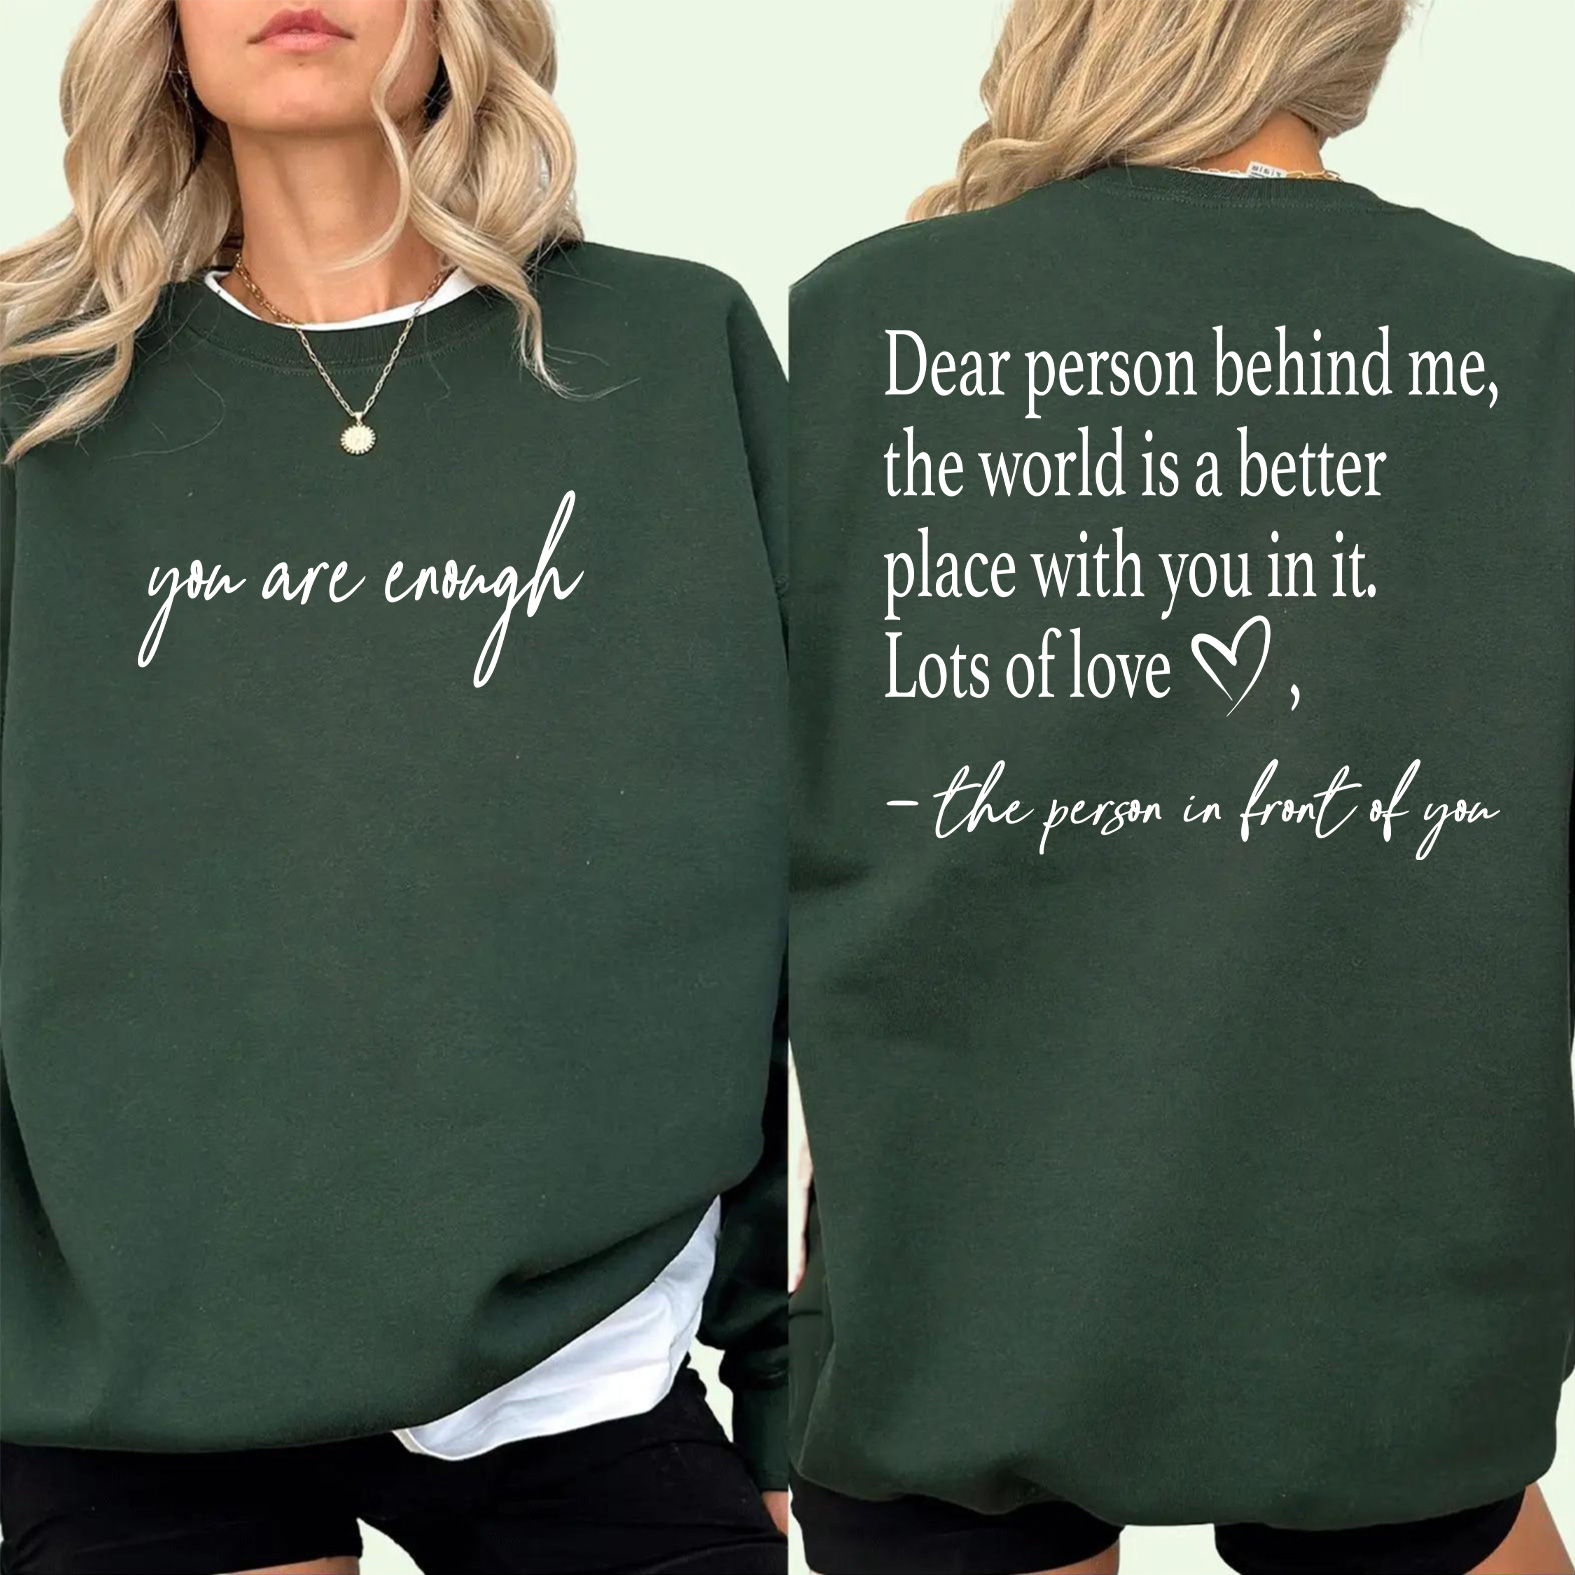 you are enough
Dear person behind me,
the world is a better
place with you in it.
Lots of love ♡,
– the person in front of you